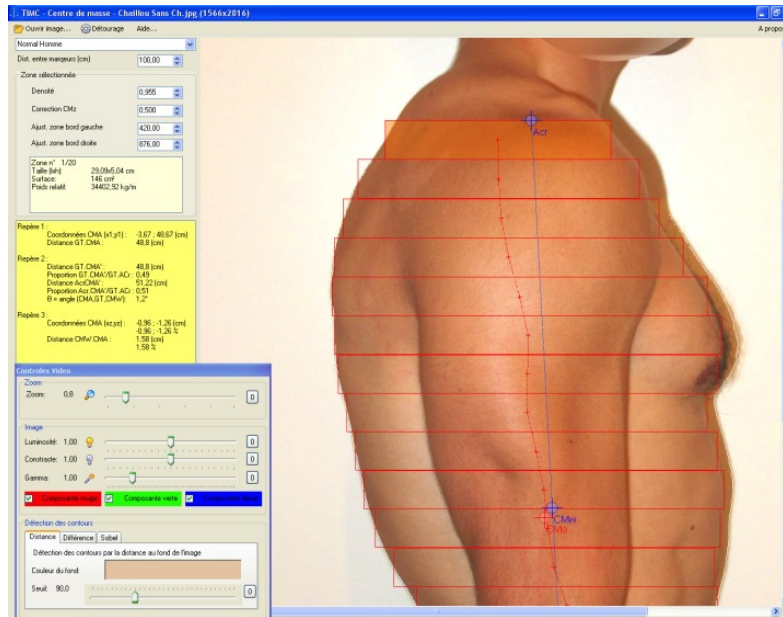 TIMC - Centre de masse - Chaillou Sans Ch.jpg (1566x2816)
Ouvrir image... Détourage Aide... A propos
Normal Homme
Dist. entre marqeurs (cm) 100,00
Zone sélectionnée
Densité 0,955
Correction CMz 0,500
Ajust. zone bord gauche 420,00
Ajust. zone bord droite 876,00
Zone n° 1/20
Taille (lxh): 29,09x5,04 cm
Surface: 146 cm²
Poids relatif: 34402,92 kg/m
Repère 1 :
Coordonnées CMA (x1;y1) : -3,67 ; 48,67 (cm)
Distance GT.CMA : 48,8 (cm)
Repère 2 :
Distance GT.CMA' : 48,8 (cm)
Proportion GT.CMA'/GT.ACr : 0,49
Distance AcrCMA' : 51,22 (cm)
Proportion Acr.CMA'/GT.ACr : 0,51
Θ = angle (CMA,GT,CMW) : 1,2°
Repère 3 :
Coordonnées CMA (xz,yz) : -0,96 ; -1,26 (cm)
-0,96 ; -1,26 %
Distance CMW.CMA : 1,58 (cm)
1,58 %
Controles Video
Zoom
Zoom: 0,8 0
Image
Luminosité: 1,00 0
Constraste: 1,00 0
Gamma: 1,00 0
Composante rouge Composante verte Composante bleue
Détection des contours
Distance Différence Sobel
Détection des contours par la distance au fond de l'image
Couleur du fond:
Seuil: 90,0 0
Acr
CMw